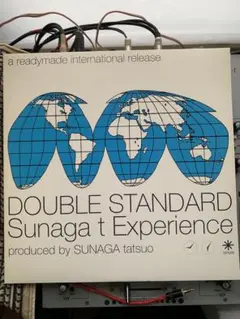 a readymade international release
DOUBLE STANDARD
Sunaga t Experience
produced by SUNAGA tatsuo